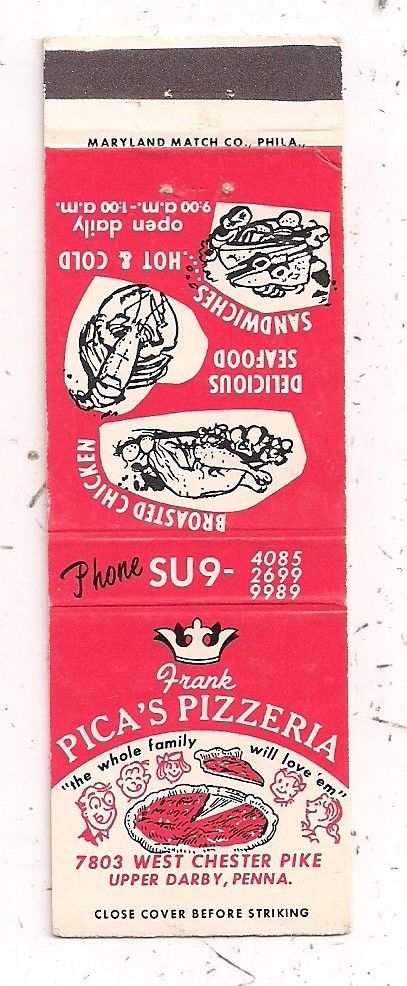 MARYLAND MATCH CO., PHILA.,
BROASTED CHICKEN
DELICIOUS
SEAFOOD
SANDWICHES
...HOT & COLD
open daily
9:00 a.m.-1:00 a.m.
Phone SU9- 4085
2699
9989
Frank
PICA'S PIZZERIA
"the whole family will love 'em"
7803 WEST CHESTER PIKE
UPPER DARBY, PENNA.
CLOSE COVER BEFORE STRIKING